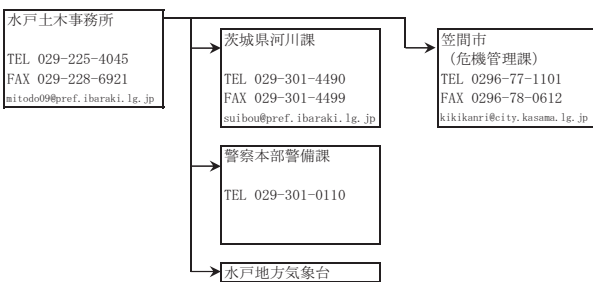 水戸土木事務所
TEL 029-225-4045
FAX 029-228-6921
mitodo09@pref.ibaraki.lg.jp
茨城県河川課
TEL 029-301-4490
FAX 029-301-4499
suibou@pref.ibaraki.lg.jp
笠間市
（危機管理課）
TEL 0296-77-1101
FAX 0296-78-0612
kikikanri@city.kasama.lg.jp
警察本部警備課
TEL 029-301-0110
水戸地方気象台